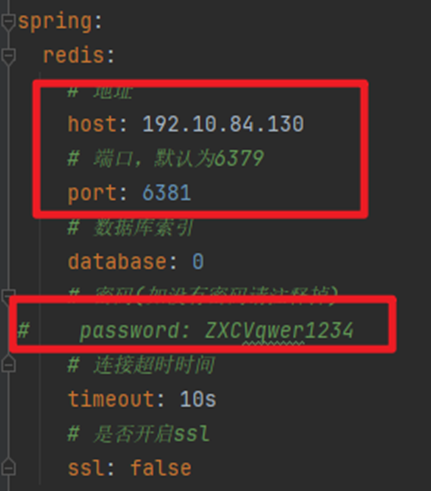 spring:
redis:
# 地址
host: 192.10.84.130
# 端口，默认为6379
port: 6381
# 数据库索引
database: 0
# 密码(如没有密码请注释掉)
# password: ZXCVqwer1234
# 连接超时时间
timeout: 10s
# 是否开启ssl
ssl: false